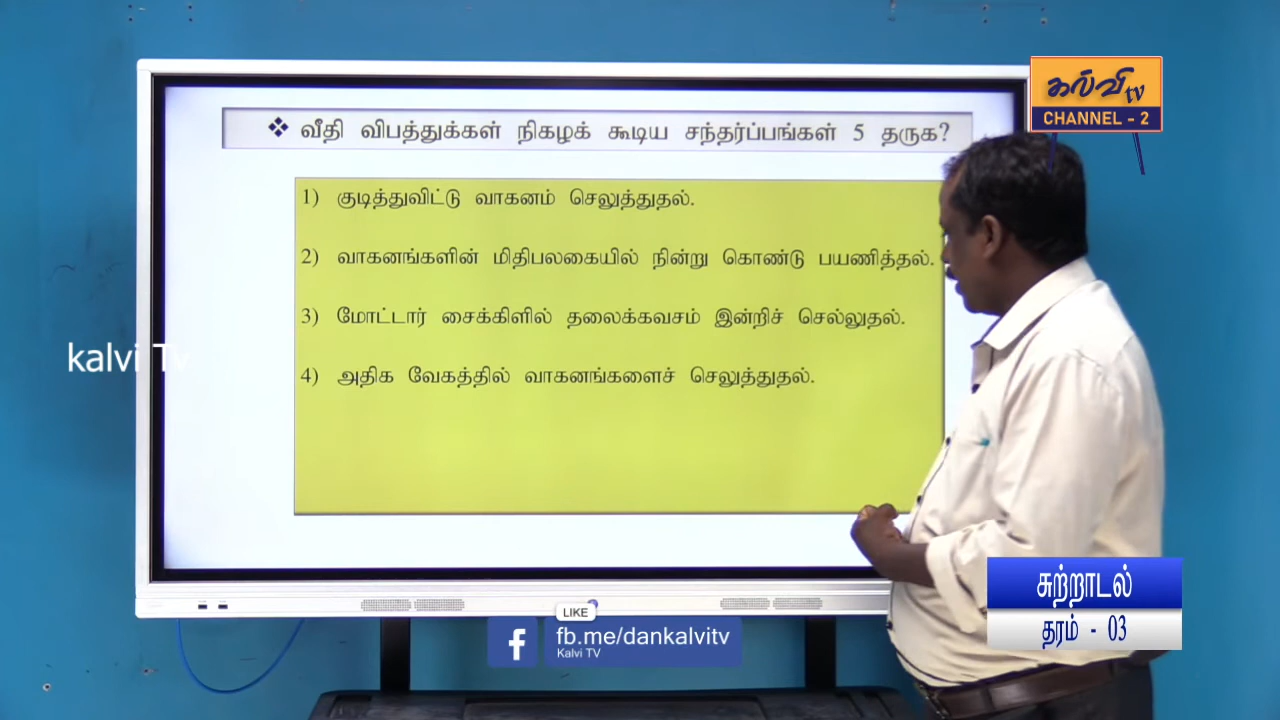 கல்வி tv
CHANNEL - 2
❖ வீதி விபத்துக்கள் நிகழக் கூடிய சந்தர்ப்பங்கள் 5 தருக?
1) குடித்துவிட்டு வாகனம் செலுத்துதல்.
2) வாகனங்களின் மிதிபலகையில் நின்று கொண்டு பயணித்தல்.
3) மோட்டார் சைக்கிளில் தலைக்கவசம் இன்றிச் செல்லுதல்.
kalvi Tv
4) அதிக வேகத்தில் வாகனங்களைச் செலுத்துதல்.
சுற்றாடல்
தரம் - 03
LIKE
f
fb.me/dankalvitv
Kalvi TV